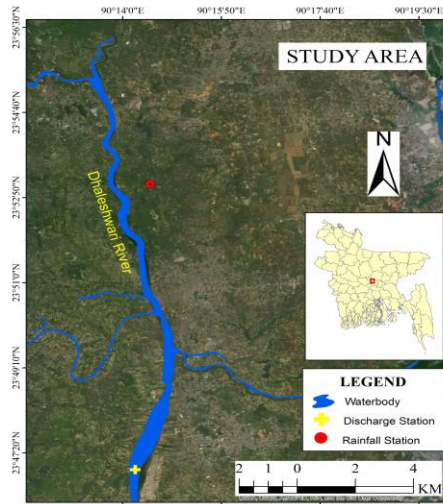 90°14'0"E 90°15'50"E 90°17'40"E 90°19'30"E
23°56'30"N
23°54'40"N
23°52'50"N
23°51'0"N
23°49'10"N
23°47'20"N
STUDY AREA
N
Dhaleshwari River
LEGEND
Waterbody
Discharge Station
Rainfall Station
2 1 0 2 4
KM